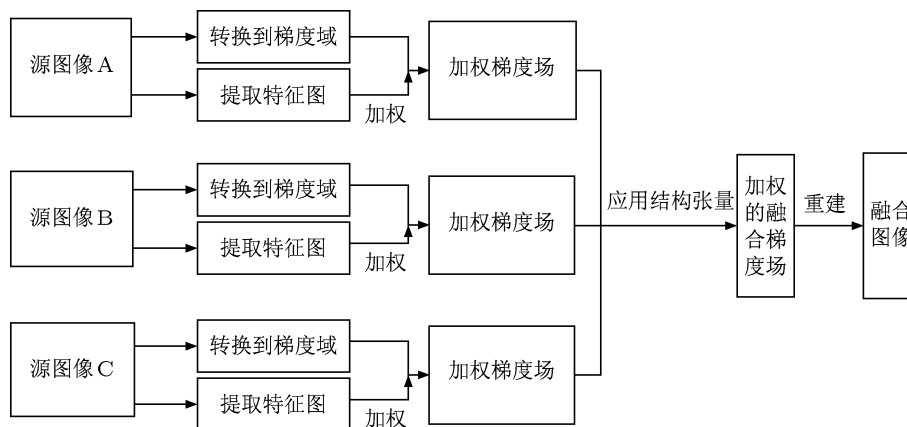 源图像A
转换到梯度域
提取特征图
加权
加权梯度场
源图像B
转换到梯度域
提取特征图
加权
加权梯度场
源图像C
转换到梯度域
提取特征图
加权
加权梯度场
应用结构张量
加权
的融
合梯
度场
重建
融合
图像